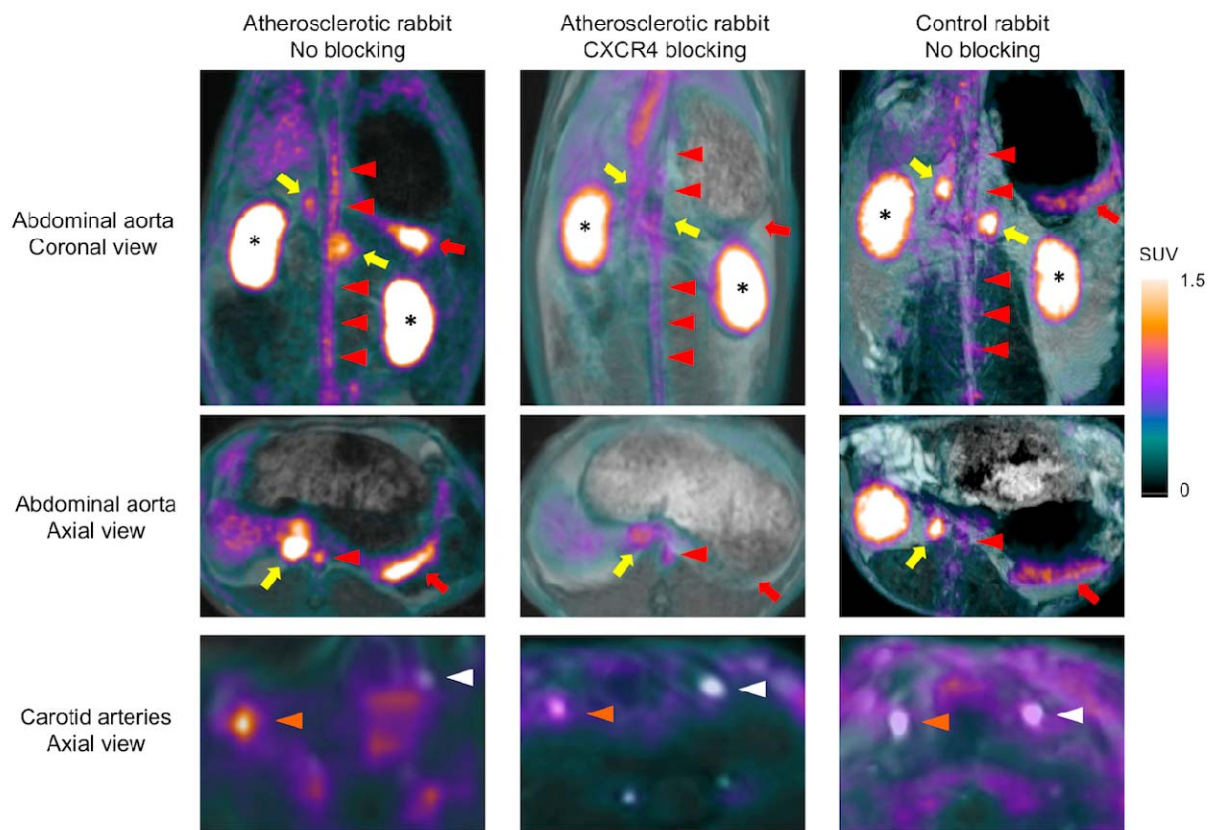 Atherosclerotic rabbit
No blocking
Atherosclerotic rabbit
CXCR4 blocking
Control rabbit
No blocking
Abdominal aorta
Coronal view
*
*
*
*
*
*
SUV
1.5
0
Abdominal aorta
Axial view
Carotid arteries
Axial view